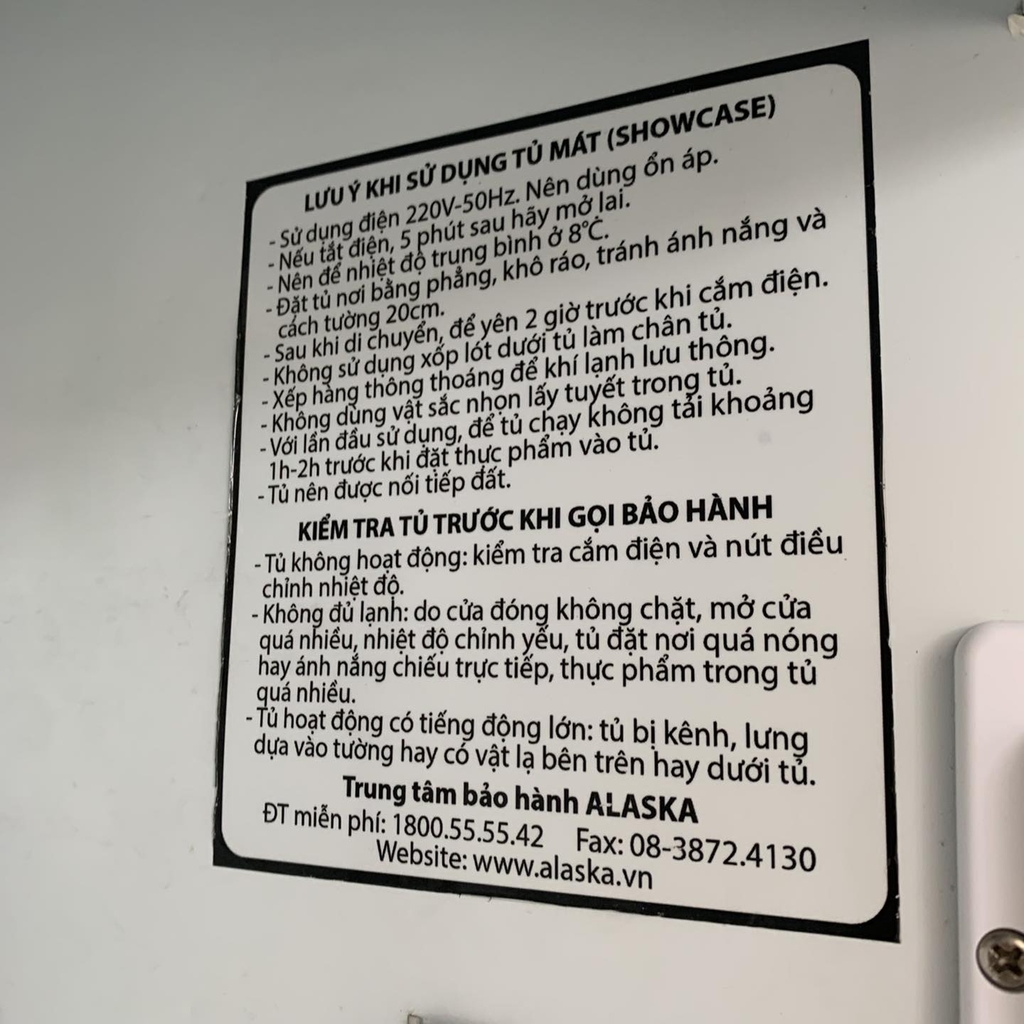 LƯU Ý KHI SỬ DỤNG TỦ MÁT (SHOWCASE)
- Sử dụng điện 220V-50Hz. Nên dùng ổn áp.
- Nếu tắt điện, 5 phút sau hãy mở lai.
- Nên để nhiệt độ trung bình ở 8°C.
- Đặt tủ nơi bằng phẳng, khô ráo, tránh ánh nắng và
cách tường 20cm.
- Sau khi di chuyển, để yên 2 giờ trước khi cắm điện.
- Không sử dụng xốp lót dưới tủ làm chân tủ.
- Xếp hàng thông thoáng để khí lạnh lưu thông.
- Không dùng vật sắc nhọn lấy tuyết trong tủ.
- Với lần đầu sử dụng, để tủ chạy không tải khoảng
1h-2h trước khi đặt thực phẩm vào tủ.
- Tủ nên được nối tiếp đất.
KIỂM TRA TỦ TRƯỚC KHI GỌI BẢO HÀNH
- Tủ không hoạt động: kiểm tra cắm điện và nút điều
chỉnh nhiệt độ.
- Không đủ lạnh: do cửa đóng không chặt, mở cửa
quá nhiều, nhiệt độ chỉnh yếu, tủ đặt nơi quá nóng
hay ánh nắng chiếu trực tiếp, thực phẩm trong tủ
quá nhiều.
- Tủ hoạt động có tiếng động lớn: tủ bị kênh, lưng
dựa vào tường hay có vật lạ bên trên hay dưới tủ.
Trung tâm bảo hành ALASKA
ĐT miễn phí: 1800.55.55.42 Fax: 08-3872.4130
Website: www.alaska.vn